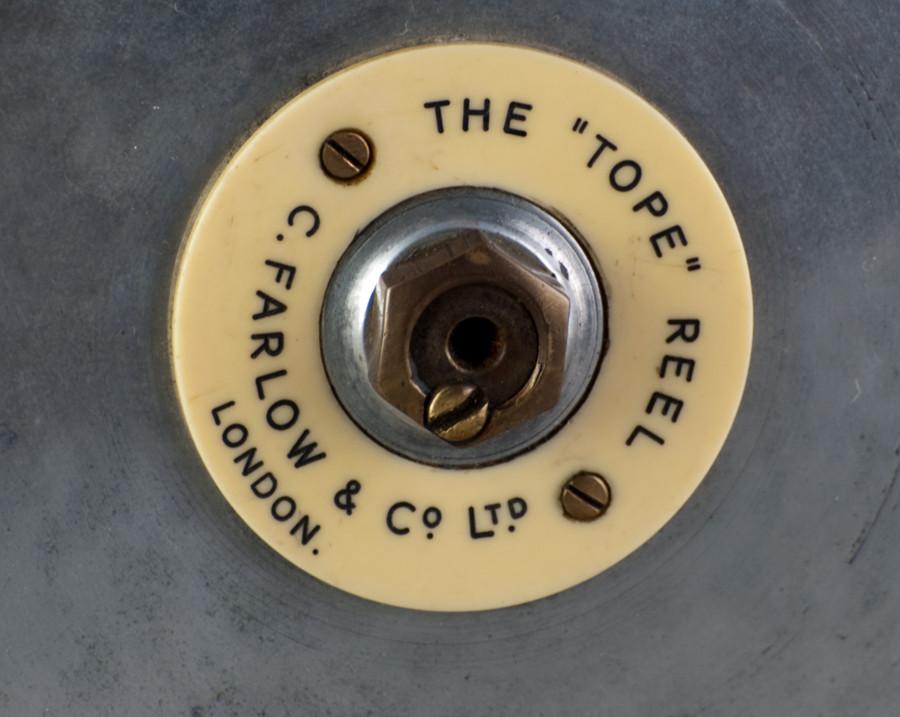 THE "TOPE" REEL
C. FARLOW & Co LTD
LONDON.